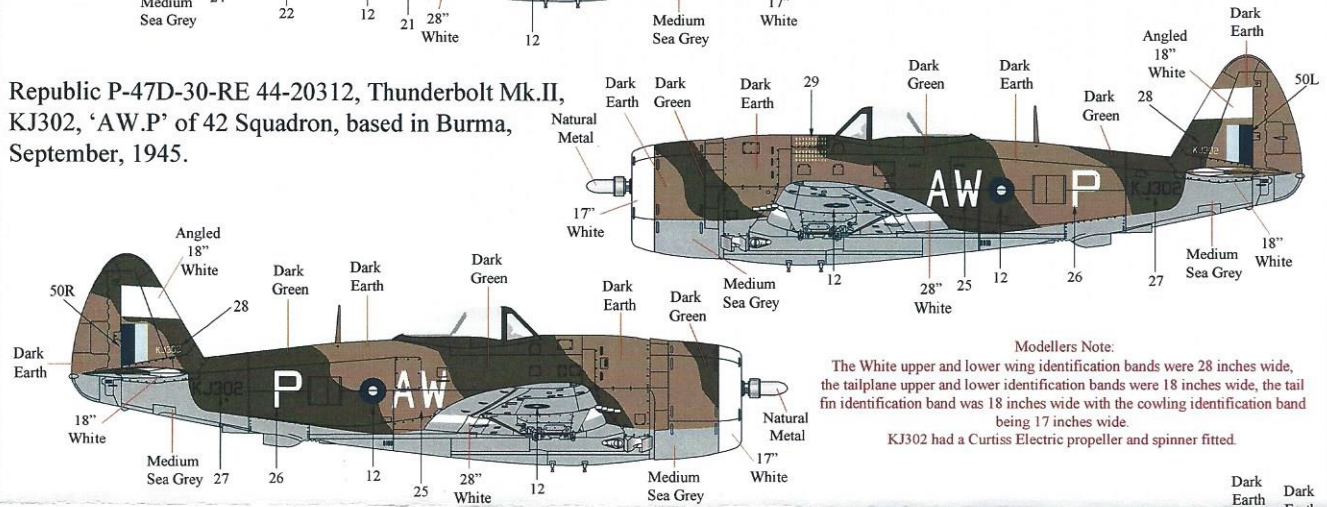 Medium
Sea Grey
24
22
12
21
28”
White
12
Medium
Sea Grey
17”
White
Republic P-47D-30-RE 44-20312, Thunderbolt Mk.II,
KJ302, ‘AW.P’ of 42 Squadron, based in Burma,
September, 1945.
Dark
Earth
Dark
Green
Dark
Earth
29
Dark
Green
Dark
Earth
Dark
Green
Angled
18”
White
Dark
Earth
28
50L
Natural
Metal
17”
White
AW
P
KJ302
KJ302
Medium
Sea Grey
12
28”
White
25
12
26
27
Medium
Sea Grey
18”
White
Angled
18”
White
50R
28
Dark
Green
Dark
Earth
Dark
Green
Dark
Earth
Dark
Green
Dark
Earth
KJ302
KJ302
P
AW
18”
White
Medium
Sea Grey
27
26
12
25
28”
White
12
Medium
Sea Grey
17”
White
Natural
Metal
Modellers Note:
The White upper and lower wing identification bands were 28 inches wide,
the tailplane upper and lower identification bands were 18 inches wide, the tail
fin identification band was 18 inches wide with the cowling identification band
being 17 inches wide.
KJ302 had a Curtiss Electric propeller and spinner fitted.
Dark
Earth
Dark